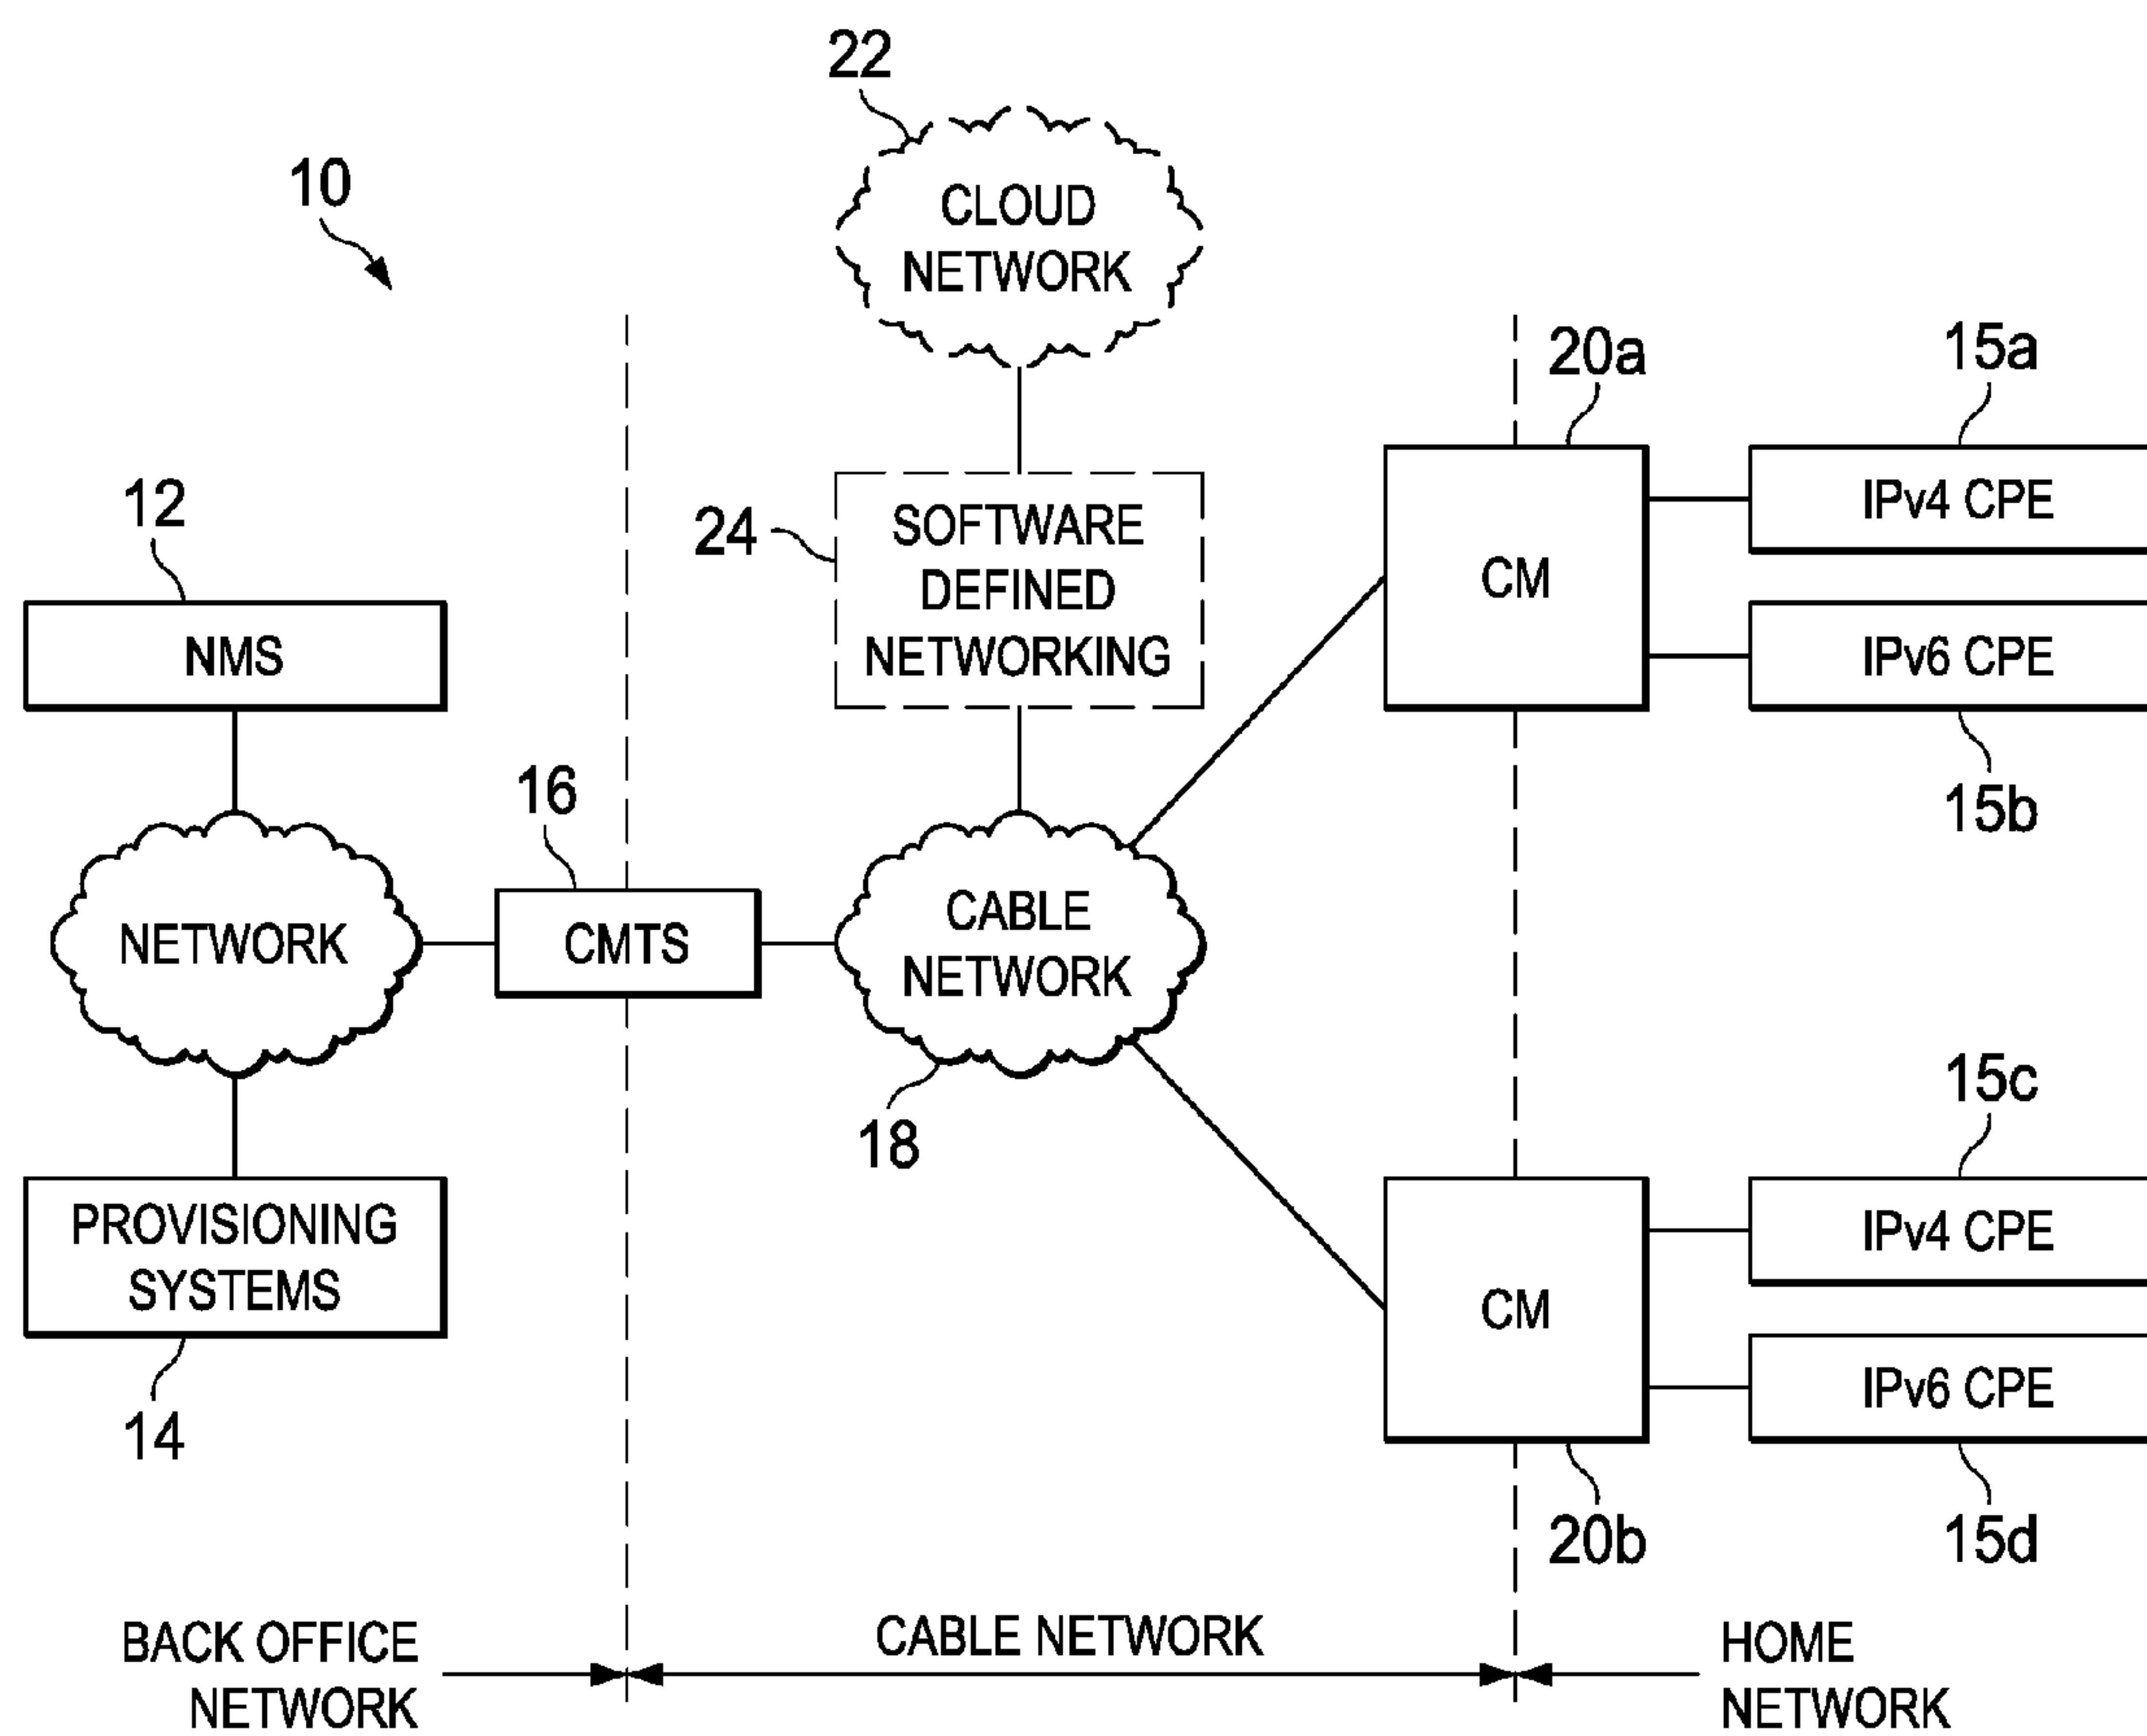 22
10
CLOUD
NETWORK
20a
15a
12
24
SOFTWARE
DEFINED
NETWORKING
CM
IPv4 CPE
NMS
IPv6 CPE
16
15b
NETWORK
CMTS
CABLE
NETWORK
18
15c
PROVISIONING
SYSTEMS
CM
IPv4 CPE
IPv6 CPE
14
20b
15d
BACK OFFICE
NETWORK
CABLE NETWORK
HOME
NETWORK